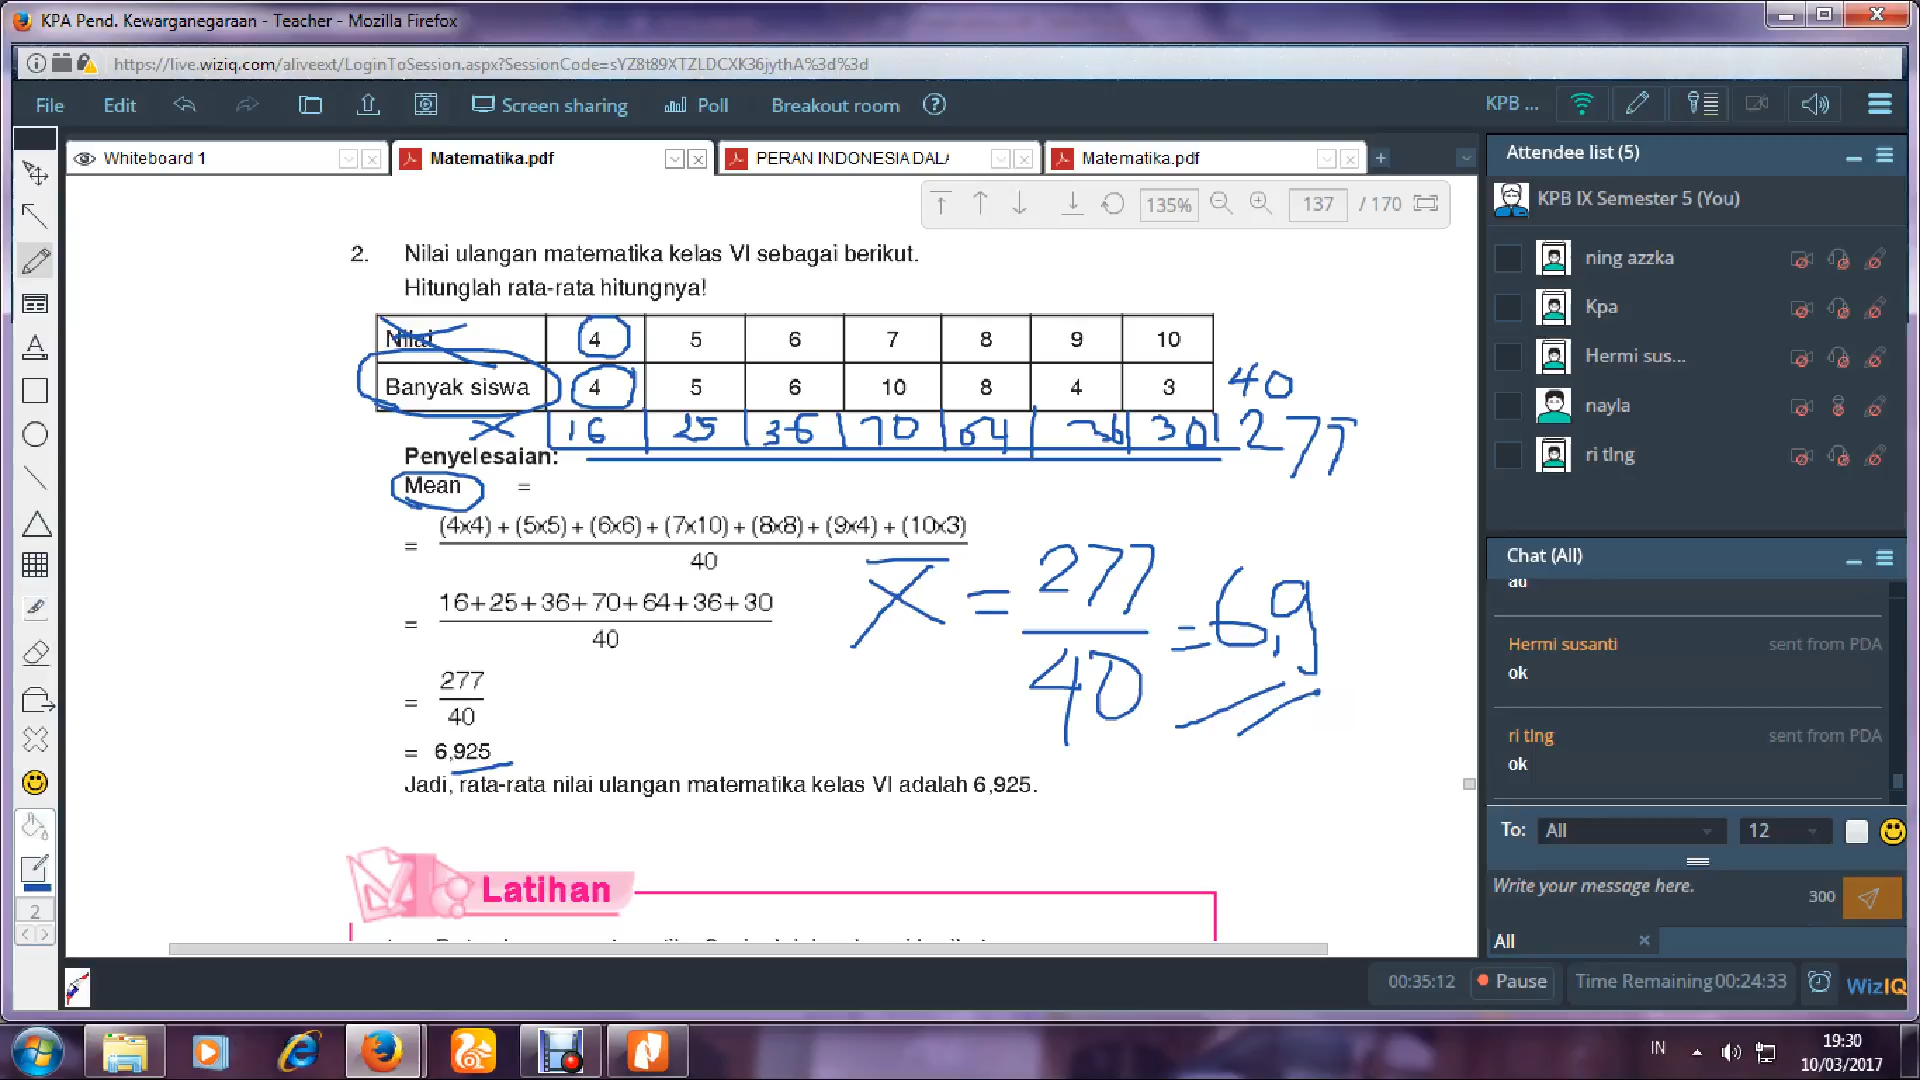 KPA Pend. Kewarganegaraan - Teacher - Mozilla Firefox
https://live.wiziq.com/aliveext/LoginToSession.aspx?SessionCode=sYZ8t89XTZLDCXK36jythA%3d%3d
File Edit Screen sharing Poll Breakout room KPB ...
Whiteboard 1 Matematika.pdf PERAN INDONESIA DALA Matematika.pdf
135% 137 / 170
2. Nilai ulangan matematika kelas VI sebagai berikut.
Hitunglah rata-rata hitungnya!
Nilai 4 5 6 7 8 9 10
Banyak siswa 4 5 6 10 8 4 3 40
x 16 25 36 70 64 36 30 277
Penyelesaian:
Mean =
= (4x4) + (5x5) + (6x6) + (7x10) + (8x8) + (9x4) + (10x3)
40
= 16+25+36+70+64+36+30
40
= 277
40
= 6,925
Jadi, rata-rata nilai ulangan matematika kelas VI adalah 6,925.
X = 277
40
= 6,9
Latihan
2
Attendee list (5)
KPB IX Semester 5 (You)
ning azzka
Kpa
Hermi sus...
nayla
ri tIng
Chat (All)
Hermi susanti sent from PDA
ok
ri tIng sent from PDA
ok
To: All 12
Write your message here. 300
All
00:35:12 Pause Time Remaining 00:24:33 WizIQ
IN 19:30
10/03/2017